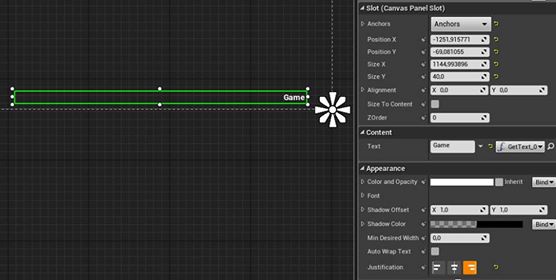 Game
Slot (Canvas Panel Slot)
Anchors Anchors
Position X -1251,915771
Position Y -69,081055
Size X 1144,993896
Size Y 40,0
Alignment X 0,0 Y 0,0
Size To Content
ZOrder 0
Content
Text Game GetText_0
Appearance
Color and Opacity Inherit Bind
Font
Shadow Offset X 1,0 Y 1,0
Shadow Color Bind
Min Desired Width 0,0
Auto Wrap Text
Justification